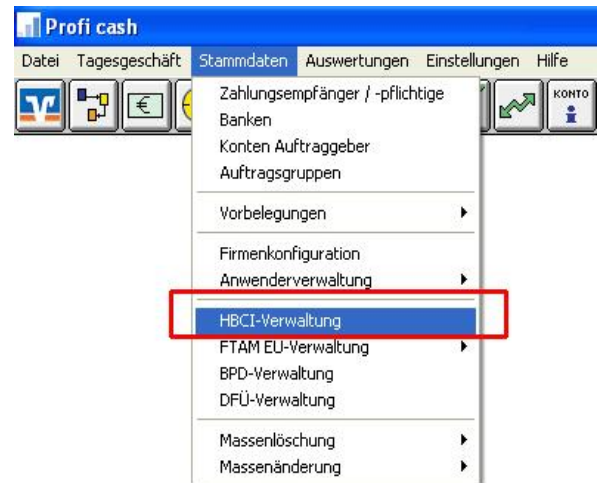 Profi cash
Datei Tagesgeschäft Stammdaten Auswertungen Einstellungen Hilfe
KONTO
Zahlungsempfänger / -pflichtige
Banken
Konten Auftraggeber
Auftragsgruppen
Vorbelegungen
Firmenkonfiguration
Anwenderverwaltung
HBCI-Verwaltung
FTAM EU-Verwaltung
BPD-Verwaltung
DFÜ-Verwaltung
Massenlöschung
Massenänderung